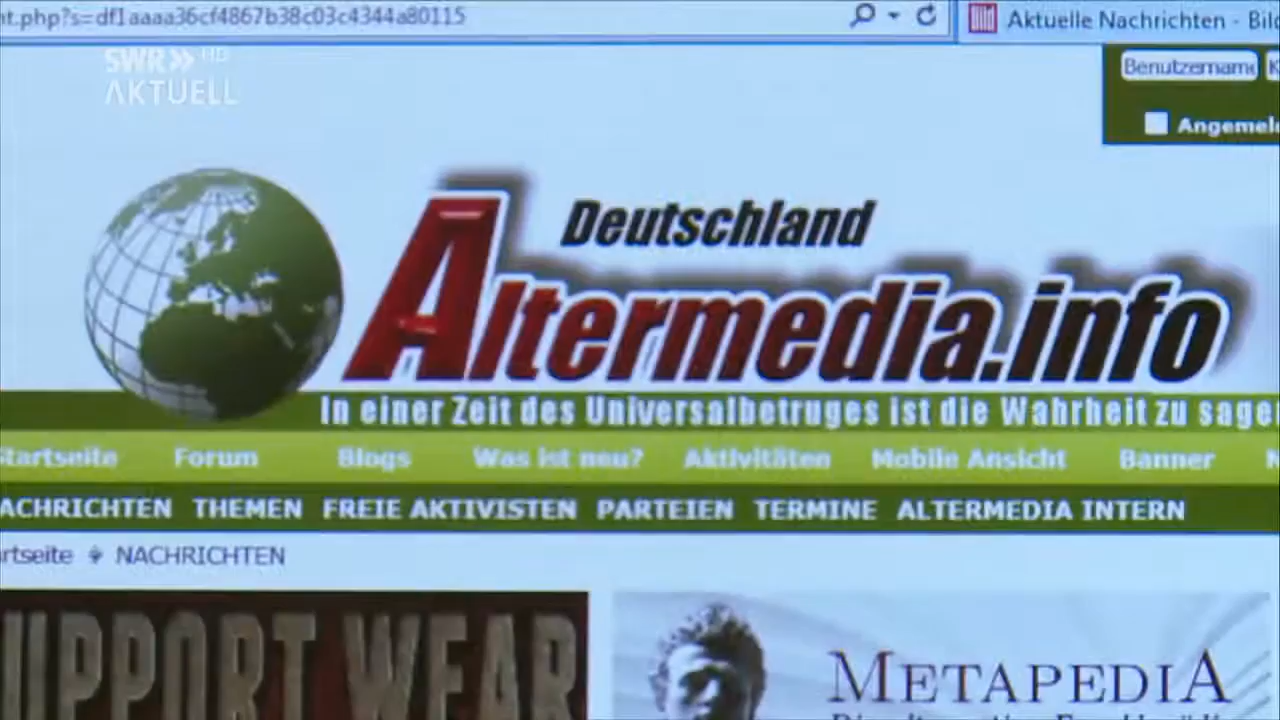 nt.php?s=df1aaaa36cf4867b38c03c4344a80115
Aktuelle Nachrichten - Bild
SWR HD
AKTUELL
Benutzername
Angemeld
Deutschland
Altermedia.info
In einer Zeit des Universalbetruges ist die Wahrheit zu sage
Startseite Forum Blogs Was ist neu? Aktivitäten Mobile Ansicht Banner
ACHRICHTEN THEMEN FREIE AKTIVISTEN PARTEIEN TERMINE ALTERMEDIA INTERN
rtseite NACHRICHTEN
UPPORT WEAR
METAPEDIA